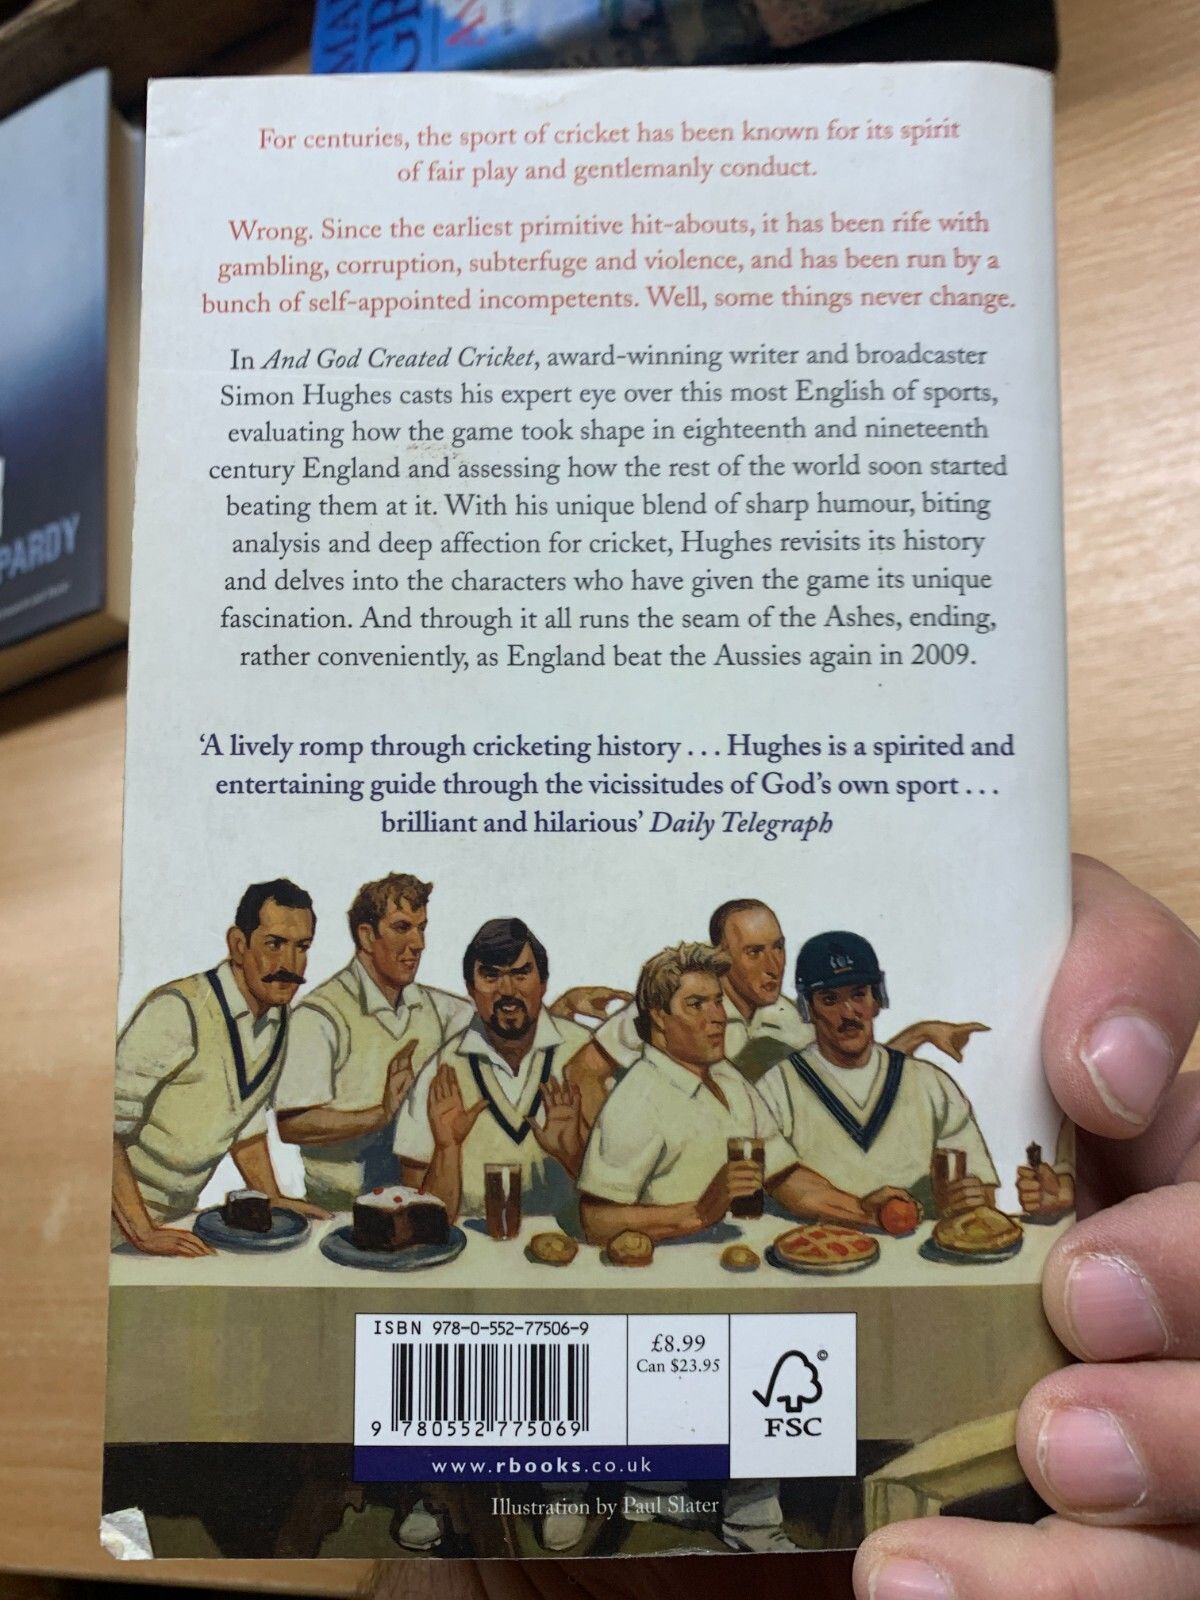 For centuries, the sport of cricket has been known for its spirit
of fair play and gentlemanly conduct.
Wrong. Since the earliest primitive hit-abouts, it has been rife with
gambling, corruption, subterfuge and violence, and has been run by a
bunch of self-appointed incompetents. Well, some things never change.
In And God Created Cricket, award-winning writer and broadcaster
Simon Hughes casts his expert eye over this most English of sports,
evaluating how the game took shape in eighteenth and nineteenth
century England and assessing how the rest of the world soon started
beating them at it. With his unique blend of sharp humour, biting
analysis and deep affection for cricket, Hughes revisits its history
and delves into the characters who have given the game its unique
fascination. And through it all runs the seam of the Ashes, ending,
rather conveniently, as England beat the Aussies again in 2009.
‘A lively romp through cricketing history . . . Hughes is a spirited and
entertaining guide through the vicissitudes of God’s own sport . . .
brilliant and hilarious’ Daily Telegraph
ISBN 978-0-552-77506-9
£8.99
Can $23.95
9 780552 775069
©
FSC
www.rbooks.co.uk
Illustration by Paul Slater
PARDY